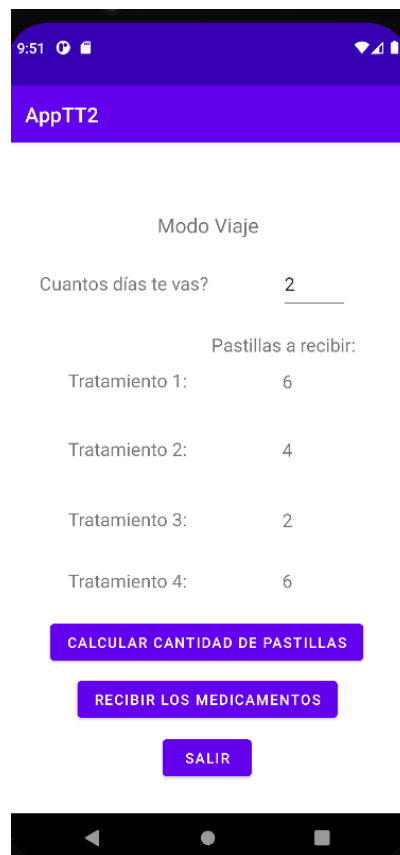 9:51
AppTT2
Modo Viaje
Cuantos días te vas? 2
Pastillas a recibir:
Tratamiento 1: 6
Tratamiento 2: 4
Tratamiento 3: 2
Tratamiento 4: 6
CALCULAR CANTIDAD DE PASTILLAS
RECIBIR LOS MEDICAMENTOS
SALIR